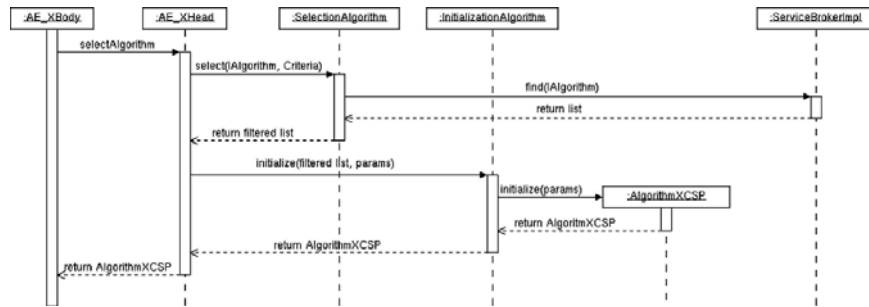 :AE_XBody
:AE_XHead
:SelectionAlgorithm
:InitializationAlgorithm
:ServiceBrokerImpl
selectAlgorithm
select(IAlgorithm, Criteria)
find(IAlgorithm)
return list
return filtered list
initialize(filtered list, params)
initialize(params)
:AlgorithmXCSP
return AlgoritmXCSP
return AlgorithmXCSP
return AlgorithmXCSP